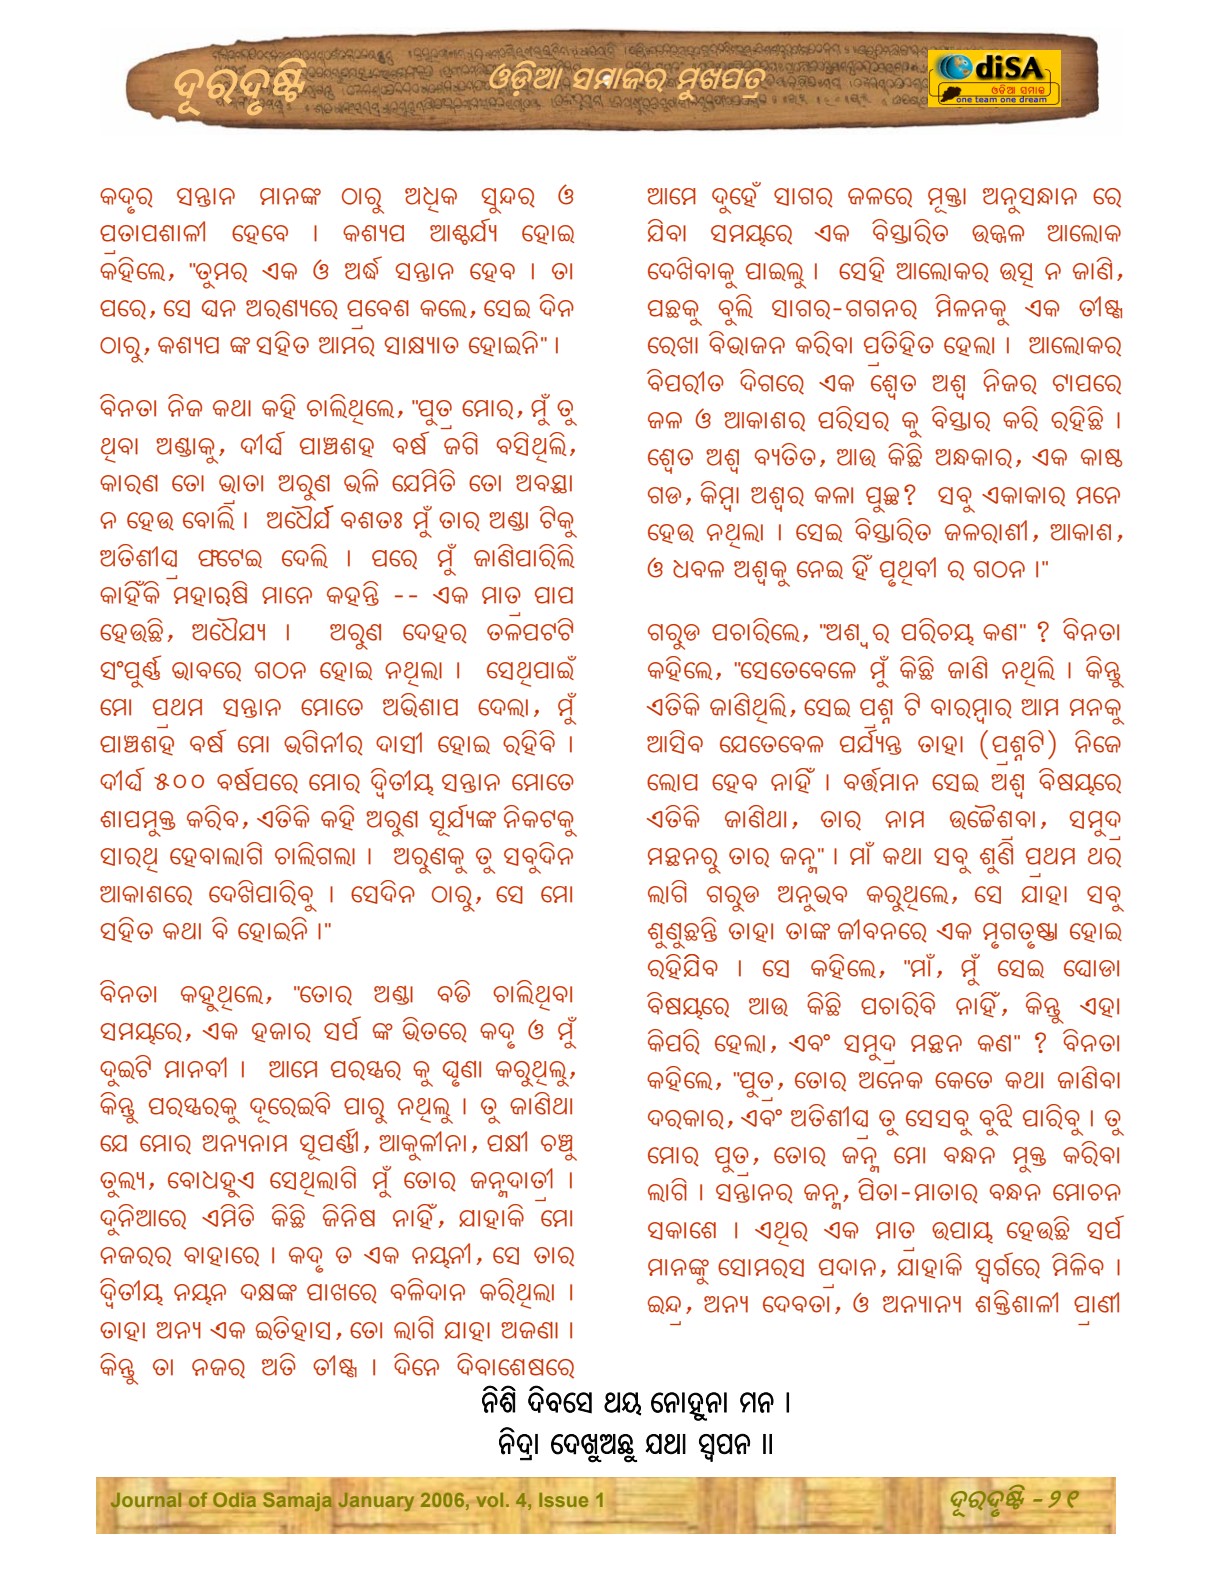 ଦୂରଦୃଷ୍ଟି
ଓଡ଼ିଆ ସମାଜର ମୁଖପତ୍ର
OdiSA
ଓଡିଆ ସମାଜ
one team one dream
କଦୃର ସନ୍ତାନ ମାନଙ୍କ ଠାରୁ ଅଧିକ ସୁନ୍ଦର ଓ
ପ୍ରତାପଶାଳୀ ହେବେ । କଶ୍ୟପ ଆଶ୍ଚର୍ଯ୍ୟ ହୋଇ
କହିଲେ, "ତୁମର ଏକ ଓ ଅର୍ଦ୍ଧ ସନ୍ତାନ ହେବ । ତା
ପରେ, ସେ ଘନ ଅରଣ୍ୟରେ ପ୍ରବେଶ କଲେ, ସେଇ ଦିନ
ଠାରୁ, କଶ୍ୟପ ଙ୍କ ସହିତ ଆମର ସାକ୍ଷ୍ୟାତ ହୋଇନି" ।
ବିନତା ନିଜ କଥା କହି ଚାଲିଥିଲେ, "ପୁତ୍ର ମୋର, ମୁଁ ତୁ
ଥିବା ଅଣ୍ଡାକୁ, ଦୀର୍ଘ ପାଞ୍ଚଶହ ବର୍ଷ ଜଗି ବସିଥିଲି,
କାରଣ ତୋ ଭ୍ରାତା ଅରୁଣ ଭଳି ଯେମିତି ତୋ ଅବସ୍ଥା
ନ ହେଉ ବୋଲି । ଅଧୈର୍ଯ ବଶତଃ ମୁଁ ତାର ଅଣ୍ଡା ଟିକୁ
ଅତିଶୀଘ୍ର ଫଟେଇ ଦେଲି । ପରେ ମୁଁ ଜାଣିପାରିଲି
କାହିଁକି ମହାଋଷି ମାନେ କହନ୍ତି -- ଏକ ମାତ୍ର ପାପ
ହେଉଛି, ଅଧୈଯ୍ୟ । ଅରୁଣ ଦେହର ତଳପଟଟି
ସଂପୁର୍ଣ୍ଣ ଭାବରେ ଗଠନ ହୋଇ ନଥିଲା । ସେଥିପାଇଁ
ମୋ ପ୍ରଥମ ସନ୍ତାନ ମୋତେ ଅଭିଶାପ ଦେଲା, ମୁଁ
ପାଞ୍ଚଶହ ବର୍ଷ ମୋ ଭଗିନୀର ଦାସୀ ହୋଇ ରହିବି ।
ଦୀର୍ଘ ୫୦୦ ବର୍ଷପରେ ମୋର ଦ୍ୱିତୀୟ ସନ୍ତାନ ମୋତେ
ଶାପମୁକ୍ତ କରିବ, ଏତିକି କହି ଅରୁଣ ସୂର୍ଯ୍ୟଙ୍କ ନିକଟକୁ
ସାରଥି ହେବାଲାଗି ଚାଲିଗଲା । ଅରୁଣକୁ ତୁ ସବୁଦିନ
ଆକାଶରେ ଦେଖିପାରିବୁ । ସେଦିନ ଠାରୁ, ସେ ମୋ
ସହିତ କଥା ବି ହୋଇନି ।"
ବିନତା କହୁଥିଲେ, "ତୋର ଅଣ୍ଡା ବଢି ଚାଲିଥିବା
ସମୟରେ, ଏକ ହଜାର ସର୍ପ ଙ୍କ ଭିତରେ କଦୃ ଓ ମୁଁ
ଦୁଇଟି ମାନବୀ । ଆମେ ପରସ୍ପର କୁ ଘୃଣା କରୁଥିଲୁ,
କିନ୍ତୁ ପରସ୍ପରକୁ ଦୂରେଇବି ପାରୁ ନଥିଲୁ । ତୁ ଜାଣିଥା
ଯେ ମୋର ଅନ୍ୟନାମ ସୂପର୍ଣ୍ଣୀ, ଆକୁଳୀନା, ପକ୍ଷୀ ଚଞ୍ଚୁ
ତୁଲ୍ୟ, ବୋଧହୁଏ ସେଥିଲାଗି ମୁଁ ତୋର ଜନ୍ମଦାତ୍ରୀ ।
ଦୁନିଆରେ ଏମିତି କିଛି ଜିନିଷ ନାହିଁ, ଯାହାକି ମୋ
ନଜରର ବାହାରେ । କଦୃ ତ ଏକ ନୟନୀ, ସେ ତାର
ଦ୍ୱିତୀୟ ନୟନ ଦକ୍ଷଙ୍କ ପାଖରେ ବଳିଦାନ କରିଥିଲା ।
ତାହା ଅନ୍ୟ ଏକ ଇତିହାସ, ତୋ ଲାଗି ଯାହା ଅଜଣା ।
କିନ୍ତୁ ତା ନଜର ଅତି ତୀଷ୍ଣ । ଦିନେ ଦିବାଶେଷରେ
ଆମେ ଦୁହେଁ ସାଗର ଜଳରେ ମୂକ୍ତା ଅନୁସନ୍ଧାନ ରେ
ଯିବା ସମୟରେ ଏକ ବିସ୍ତାରିତ ଉଜ୍ଜଳ ଆଲୋକ
ଦେଖିବାକୁ ପାଇଲୁ । ସେହି ଆଲୋକର ଉତ୍ସ ନ ଜାଣି,
ପଛକୁ ବୁଲି ସାଗର-ଗଗନର ମିଳନକୁ ଏକ ତୀଷ୍ଣ
ରେଖା ବିଭାଜନ କରିବା ପ୍ରତିହିତ ହେଲା । ଆଲୋକର
ବିପରୀତ ଦିଗରେ ଏକ ଶ୍ୱେତ ଅଶ୍ୱ ନିଜର ଟାପରେ
ଜଳ ଓ ଆକାଶର ପରିସର କୁ ବିସ୍ତାର କରି ରହିଛି ।
ଶ୍ୱେତ ଅଶ୍ୱ ବ୍ୟତିତ, ଆଉ କିଛି ଅନ୍ଧକାର, ଏକ କାଷ୍ଠ
ଗଡ, କିମ୍ବା ଅଶ୍ୱର କଳା ପୁଚ୍ଛ? ସବୁ ଏକାକାର ମନେ
ହେଉ ନଥିଲା । ସେଇ ବିସ୍ତାରିତ ଜଳରାଶୀ, ଆକାଶ,
ଓ ଧବଳ ଅଶ୍ୱକୁ ନେଇ ହିଁ ପୃଥିବୀ ର ଗଠନ ।"
ଗରୁଡ ପଚାରିଲେ, "ଅଶ୍ୱ ର ପରିଚୟ କଣ" ? ବିନତା
କହିଲେ, "ସେତେବେଳେ ମୁଁ କିଛି ଜାଣି ନଥିଲି । କିନ୍ତୁ
ଏତିକି ଜାଣିଥିଲି, ସେଇ ପ୍ରଶ୍ନ ଟି ବାରମ୍ବାର ଆମ ମନକୁ
ଆସିବ ଯେତେବେଳ ପର୍ଯ୍ୟନ୍ତ ତାହା (ପ୍ରଶ୍ନଟି) ନିଜେ
ଲୋପ ହେବ ନାହିଁ । ବର୍ତ୍ତମାନ ସେଇ ଅଶ୍ୱ ବିଷୟରେ
ଏତିକି ଜାଣିଥା, ତାର ନାମ ଉଚ୍ଚୈଶ୍ରବା, ସମୁଦ୍ର
ମନ୍ଥନରୁ ତାର ଜନ୍ମ" । ମାଁ କଥା ସବୁ ଶୁଣି ପ୍ରଥମ ଥର
ଲାଗି ଗରୁଡ ଅନୁଭବ କରୁଥିଲେ, ସେ ଯାହା ସବୁ
ଶୁଣୁଛନ୍ତି ତାହା ତାଙ୍କ ଜୀବନରେ ଏକ ମୃଗତୃଷ୍ଣା ହୋଇ
ରହିଯିବ । ସେ କହିଲେ, "ମାଁ, ମୁଁ ସେଇ ଘୋଡା
ବିଷୟରେ ଆଉ କିଛି ପଚାରିବି ନାହିଁ, କିନ୍ତୁ ଏହା
କିପରି ହେଲା, ଏବଂ ସମୁଦ୍ର ମନ୍ଥନ କଣ" ? ବିନତା
କହିଲେ, "ପୁତ୍ର, ତୋର ଅନେକ କେତେ କଥା ଜାଣିବା
ଦରକାର, ଏବଂ ଅତିଶୀଘ୍ର ତୁ ସେସବୁ ବୁଝି ପାରିବୁ । ତୁ
ମୋର ପୁତ୍ର, ତୋର ଜନ୍ମ ମୋ ବନ୍ଧନ ମୁକ୍ତ କରିବା
ଲାଗି । ସନ୍ତାନର ଜନ୍ମ, ପିତା-ମାତାର ବନ୍ଧନ ମୋଚନ
ସକାଶେ । ଏଥିର ଏକ ମାତ୍ର ଉପାୟ ହେଉଛି ସର୍ପ
ମାନଙ୍କୁ ସୋମରସ ପ୍ରଦାନ, ଯାହାକି ସ୍ୱର୍ଗରେ ମିଳିବ ।
ଇନ୍ଦ୍ର, ଅନ୍ୟ ଦେବତା, ଓ ଅନ୍ୟାନ୍ୟ ଶକ୍ତିଶାଳୀ ପ୍ରାଣୀ
ନିଶି ଦିବସେ ଥୟ ନୋହୁନା ମନ ।
ନିଦ୍ରା ଦେଖୁଅଛୁ ଯଥା ସ୍ୱପନ ॥
Journal of Odia Samaja January 2006, vol. 4, Issue 1
ଦୂରଦୃଷ୍ଟି - ୨୧